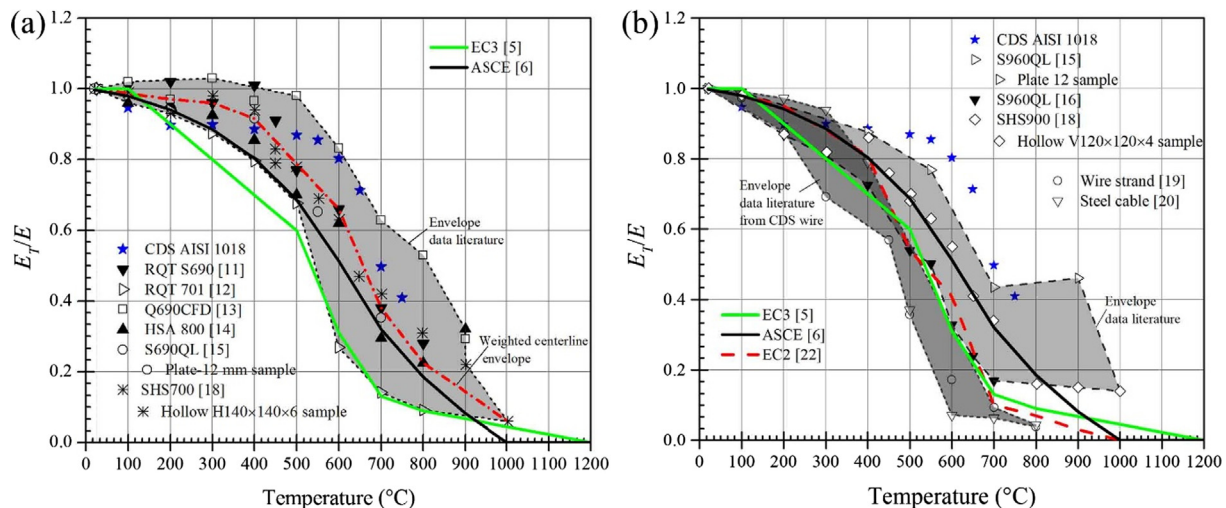 (a)
1.2
1.0
0.8
0.6
0.4
0.2
0.0
E_T/E
EC3 [5]
ASCE [6]
Envelope
data literature
CDS AISI 1018
RQT S690 [11]
RQT 701 [12]
Q690CFD [13]
HSA 800 [14]
S690QL [15]
Plate-12 mm sample
SHS700 [18]
Hollow H140×140×6 sample
Weighted centerline
envelope
0 100 200 300 400 500 600 700 800 900 1000 1100 1200
Temperature (°C)
(b)
1.2
1.0
0.8
0.6
0.4
0.2
0.0
E_T/E
CDS AISI 1018
S960QL [15]
Plate 12 sample
S960QL [16]
SHS900 [18]
Hollow V120×120×4 sample
Wire strand [19]
Steel cable [20]
Envelope
data literature
from CDS wire
EC3 [5]
ASCE [6]
EC2 [22]
Envelope
data literature
0 100 200 300 400 500 600 700 800 900 1000 1100 1200
Temperature (°C)